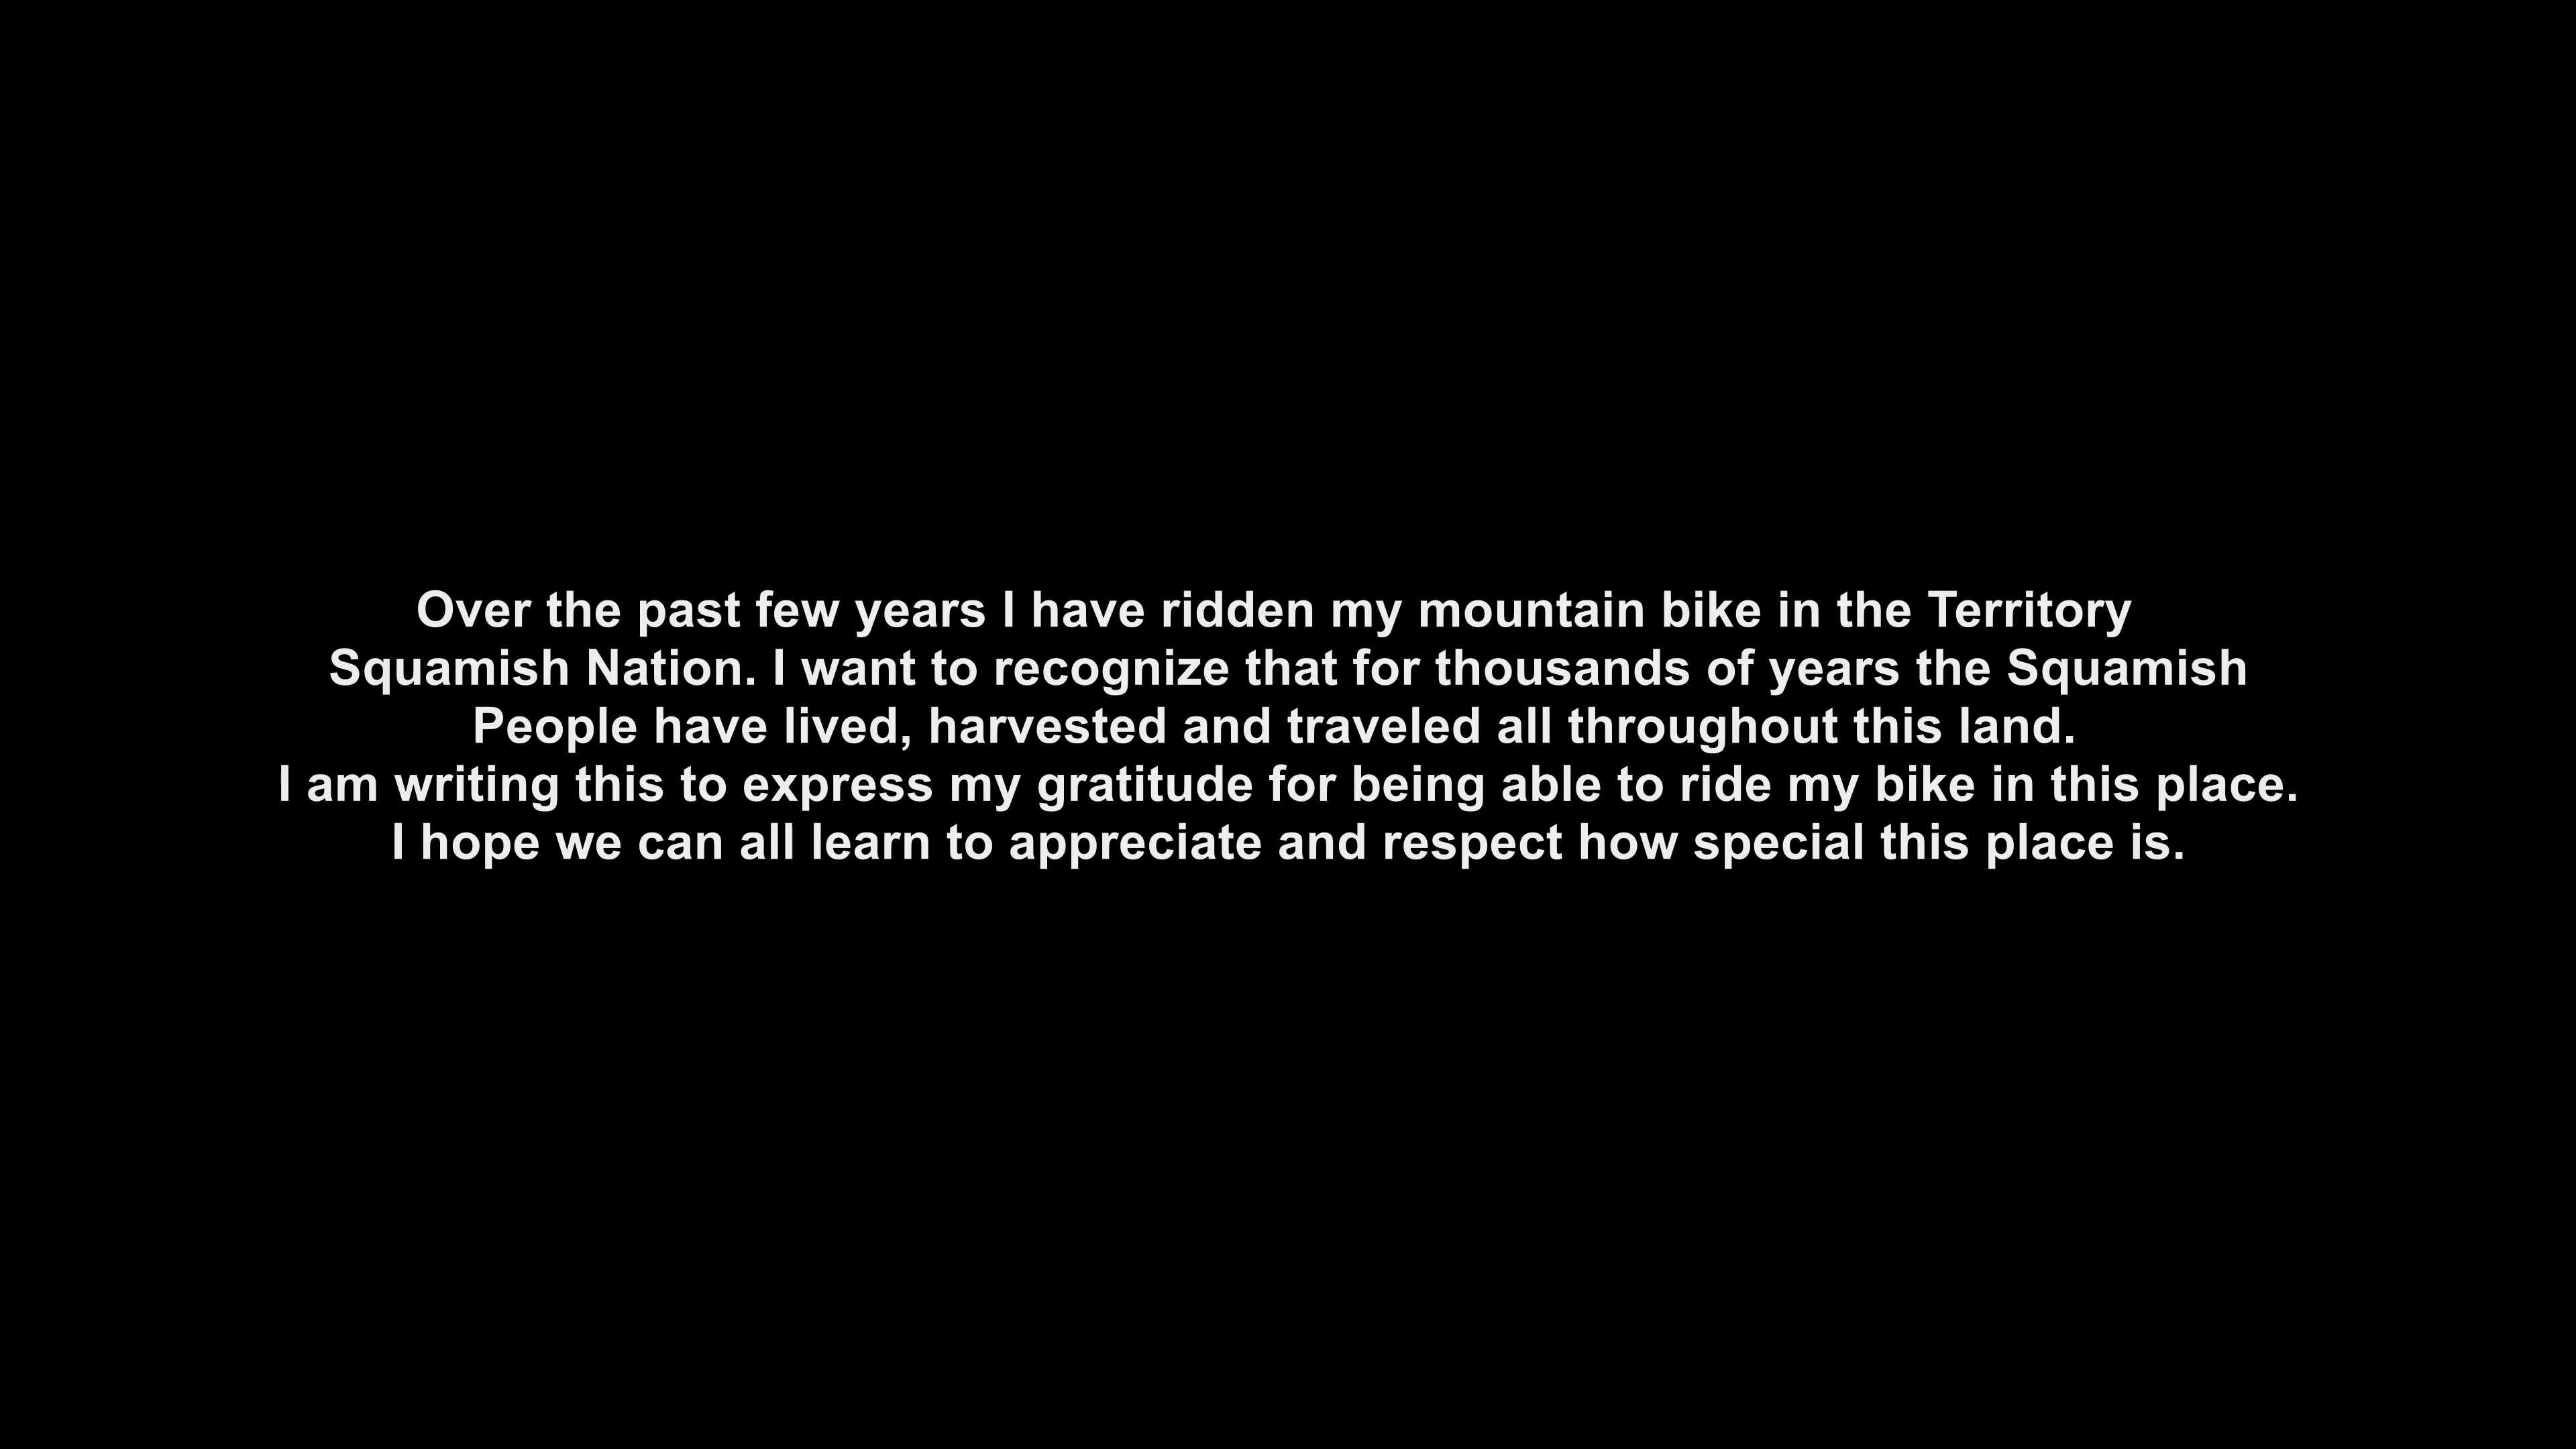 Over the past few years I have ridden my mountain bike in the Territory
Squamish Nation. I want to recognize that for thousands of years the Squamish
People have lived, harvested and traveled all throughout this land.
I am writing this to express my gratitude for being able to ride my bike in this place.
I hope we can all learn to appreciate and respect how special this place is.